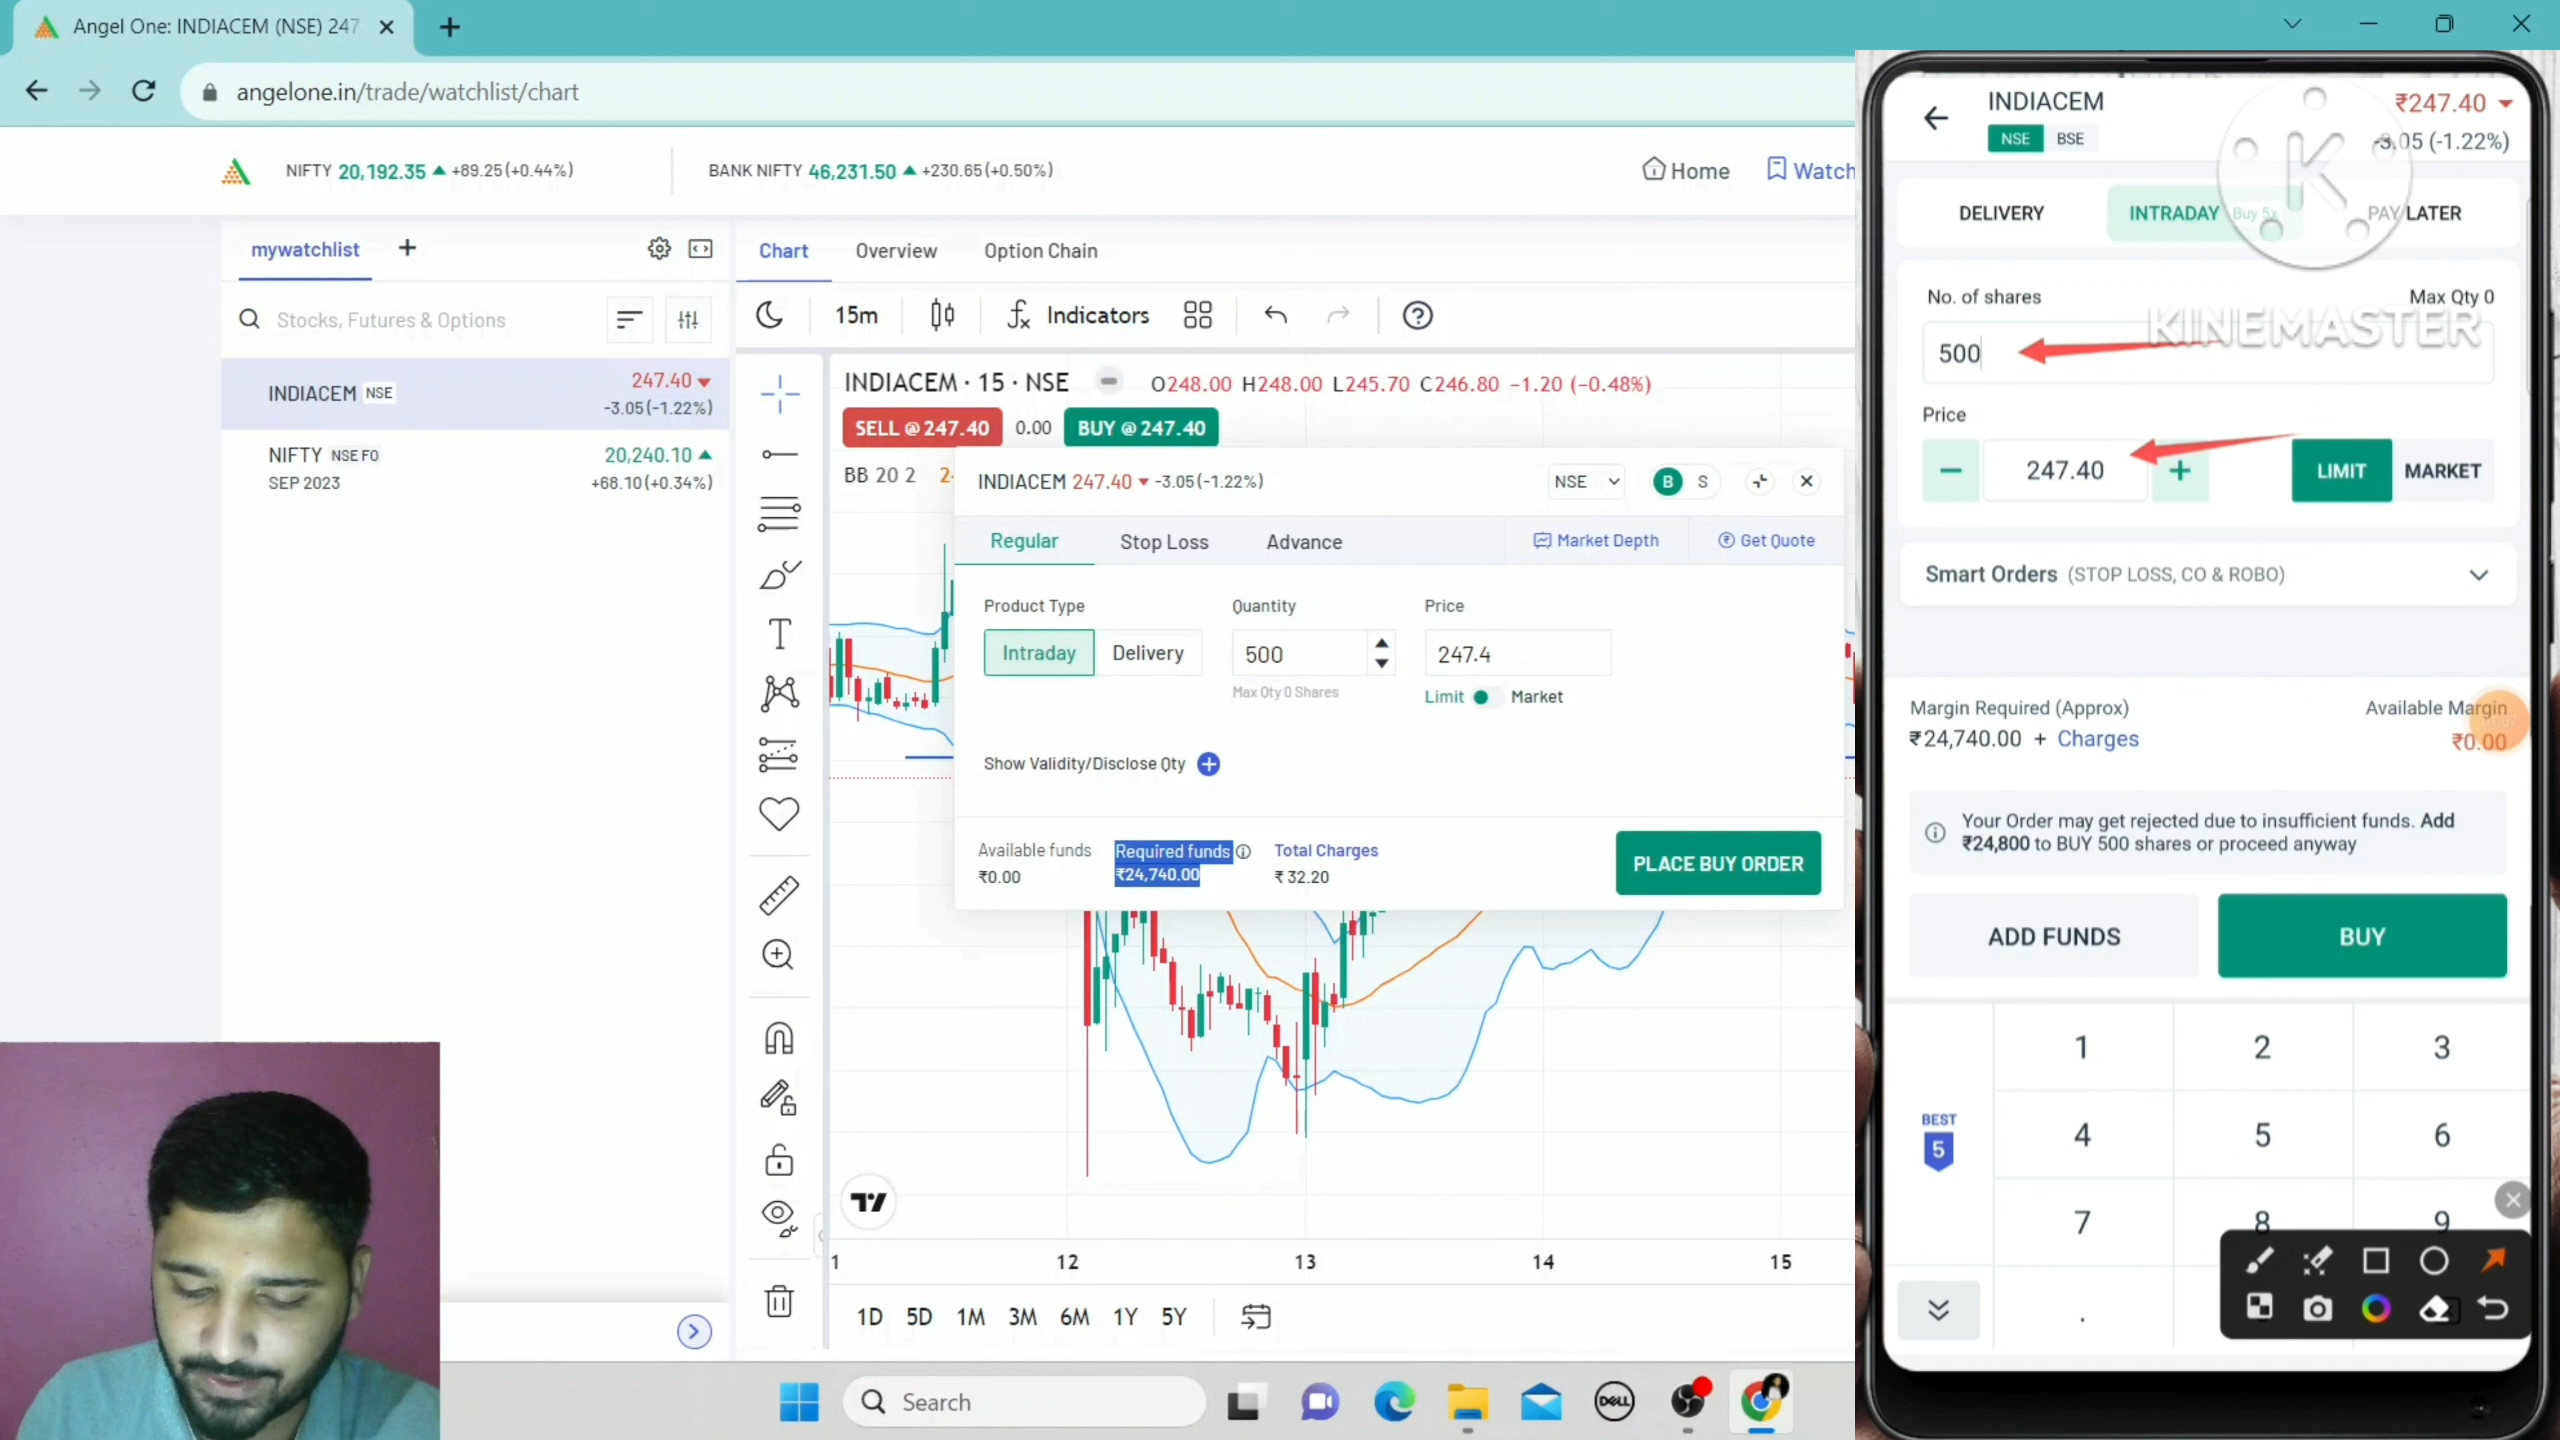 Angel One: INDIACEM (NSE) 247
angelone.in/trade/watchlist/chart
NIFTY 20,192.35 +89.25(+0.44%)
BANK NIFTY 46,231.50 +230.65(+0.50%)
Home
Watch
mywatchlist
Stocks, Futures & Options
INDIACEM NSE 247.40
-3.05(-1.22%)
NIFTY NSE FO 20,240.10
SEP 2023 +68.10(+0.34%)
Chart Overview Option Chain
15m Indicators
INDIACEM · 15 · NSE O248.00 H248.00 L245.70 C246.80 −1.20 (−0.48%)
SELL @ 247.40 0.00 BUY @ 247.40
BB 20 2
INDIACEM 247.40 -3.05(-1.22%) NSE B S
Regular Stop Loss Advance Market Depth Get Quote
Product Type Quantity Price
Intraday Delivery 500 247.4
Max Qty 0 Shares Limit Market
Show Validity/Disclose Qty
Available funds Required funds Total Charges
₹0.00 ₹24,740.00 ₹ 32.20
PLACE BUY ORDER
11 12 13 14 15
1D 5D 1M 3M 6M 1Y 5Y
Search
DELL
INDIACEM ₹247.40
NSE BSE -3.05 (-1.22%)
DELIVERY INTRADAY Buy 5x PAY LATER
K
KINEMASTER
No. of shares Max Qty 0
500
Price
− 247.40 + LIMIT MARKET
Smart Orders (STOP LOSS, CO & ROBO)
Margin Required (Approx) Available Margin
₹24,740.00 + Charges ₹0.00
Your Order may get rejected due to insufficient funds. Add
₹24,800 to BUY 500 shares or proceed anyway
ADD FUNDS BUY
1 2 3
BEST 5
4 5 6
7 8 9
.